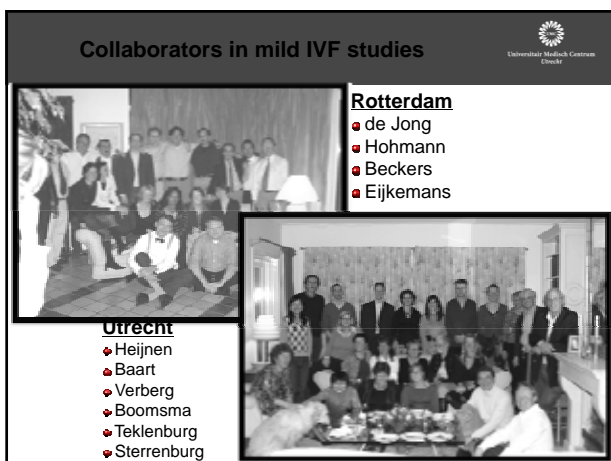 Collaborators in mild IVF studies
UMC
Universitair Medisch Centrum
Utrecht
Rotterdam
de Jong
Hohmann
Beckers
Eijkemans
Utrecht
Heijnen
Baart
Verberg
Boomsma
Teklenburg
Sterrenburg